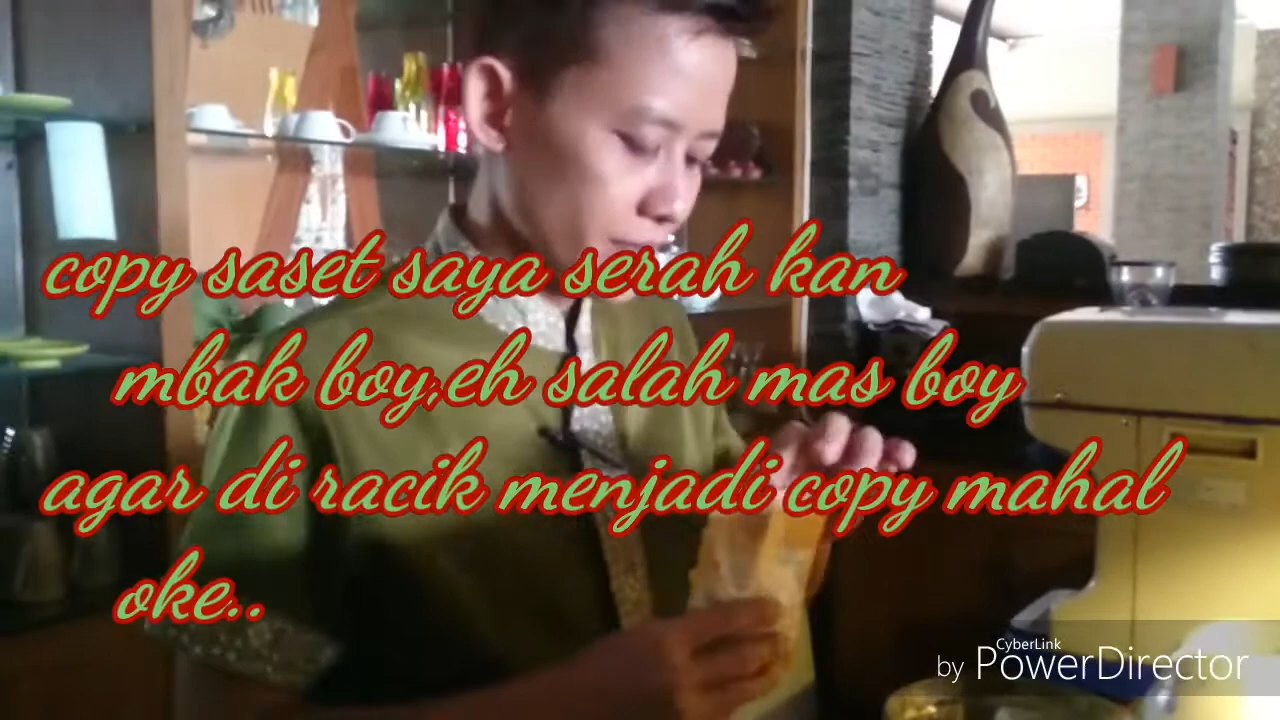 copy saset saya serah kan
mbak boy,eh salah mas boy
agar di racik menjadi copy mahal
oke..
CyberLink
by PowerDirector